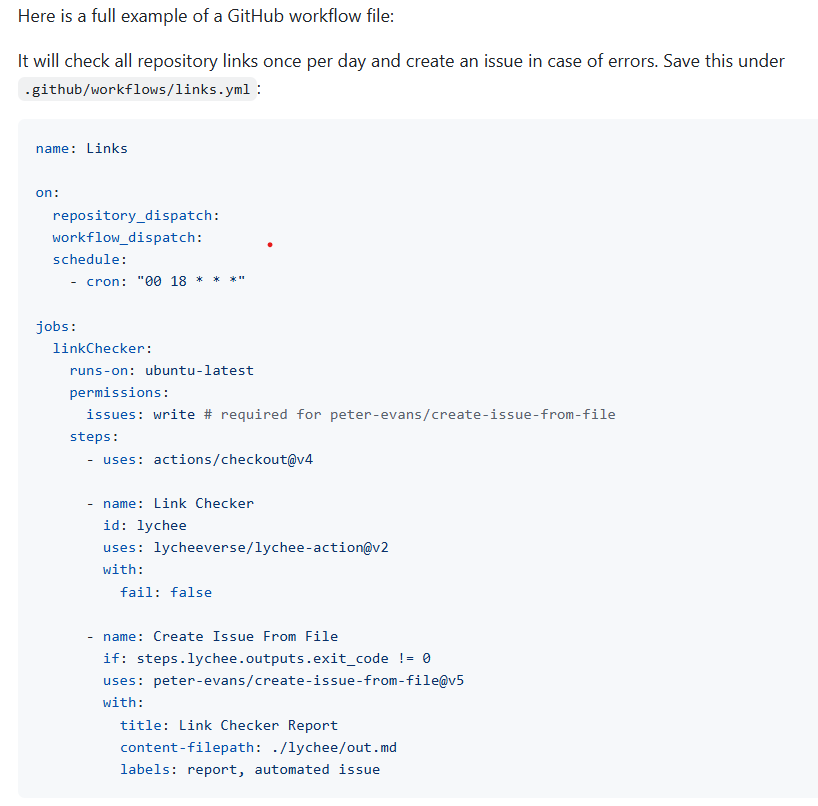 Here is a full example of a GitHub workflow file:
It will check all repository links once per day and create an issue in case of errors. Save this under
.github/workflows/links.yml:
name: Links
on:
  repository_dispatch:
  workflow_dispatch:
  schedule:
    - cron: "00 18 * * *"
jobs:
  linkChecker:
    runs-on: ubuntu-latest
    permissions:
      issues: write # required for peter-evans/create-issue-from-file
    steps:
      - uses: actions/checkout@v4
      - name: Link Checker
        id: lychee
        uses: lycheeverse/lychee-action@v2
        with:
          fail: false
      - name: Create Issue From File
        if: steps.lychee.outputs.exit_code != 0
        uses: peter-evans/create-issue-from-file@v5
        with:
          title: Link Checker Report
          content-filepath: ./lychee/out.md
          labels: report, automated issue